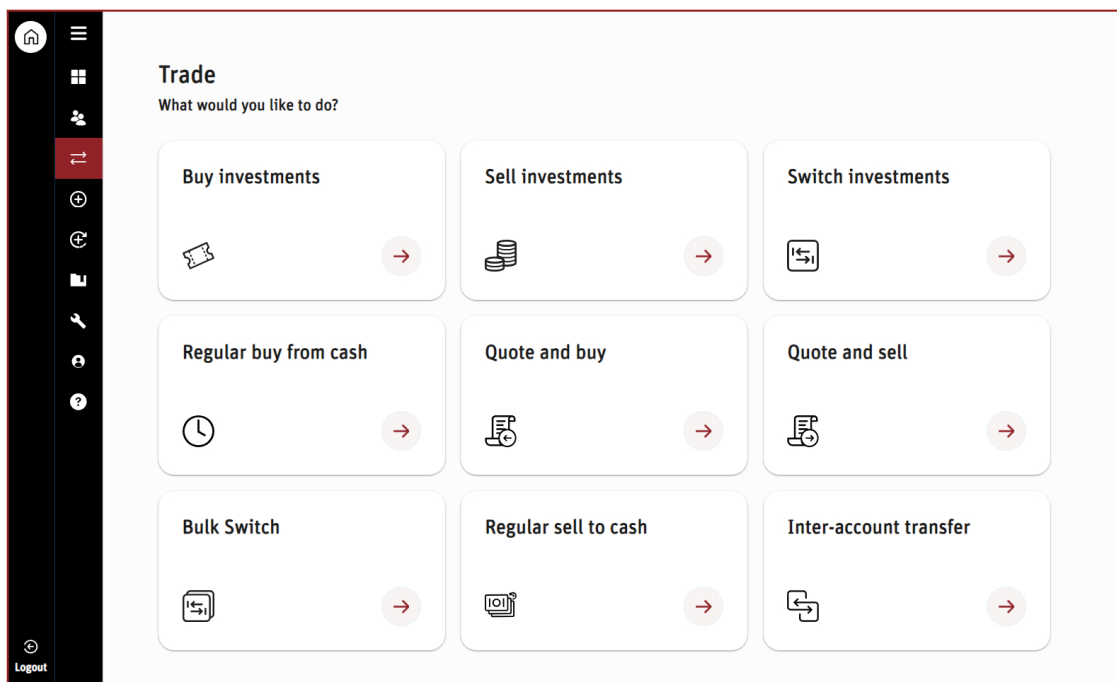 Trade
What would you like to do?
Buy investments
Sell investments
Switch investments
Regular buy from cash
Quote and buy
Quote and sell
Bulk Switch
Regular sell to cash
Inter-account transfer
Logout